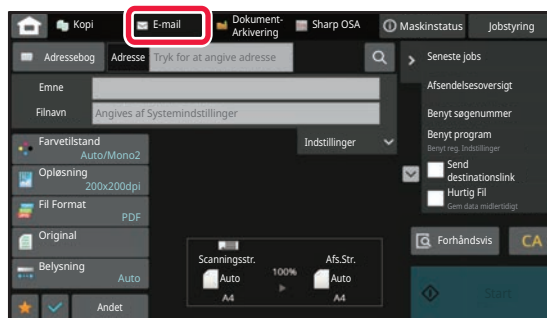 Kopi
E-mail
Dokument-
Arkivering
Sharp OSA
Maskinstatus
Jobstyring
Adressebog
Adresse
Tryk for at angive adresse
Seneste jobs
Emne
Afsendelsesoversigt
Filnavn
Angives af Systemindstillinger
Benyt søgenummer
Farvetilstand
Auto/Mono2
Indstillinger
Benyt program
Benyt reg. Indstillinger
Opløsning
200x200dpi
Send
destinationslink
Fil Format
PDF
Hurtig Fil
Gem data midlertidigt
Original
Forhåndsvis
CA
Belysning
Auto
Scanningsstr.
Auto
A4
100%
Afs.Str.
Auto
A4
Andet
Start